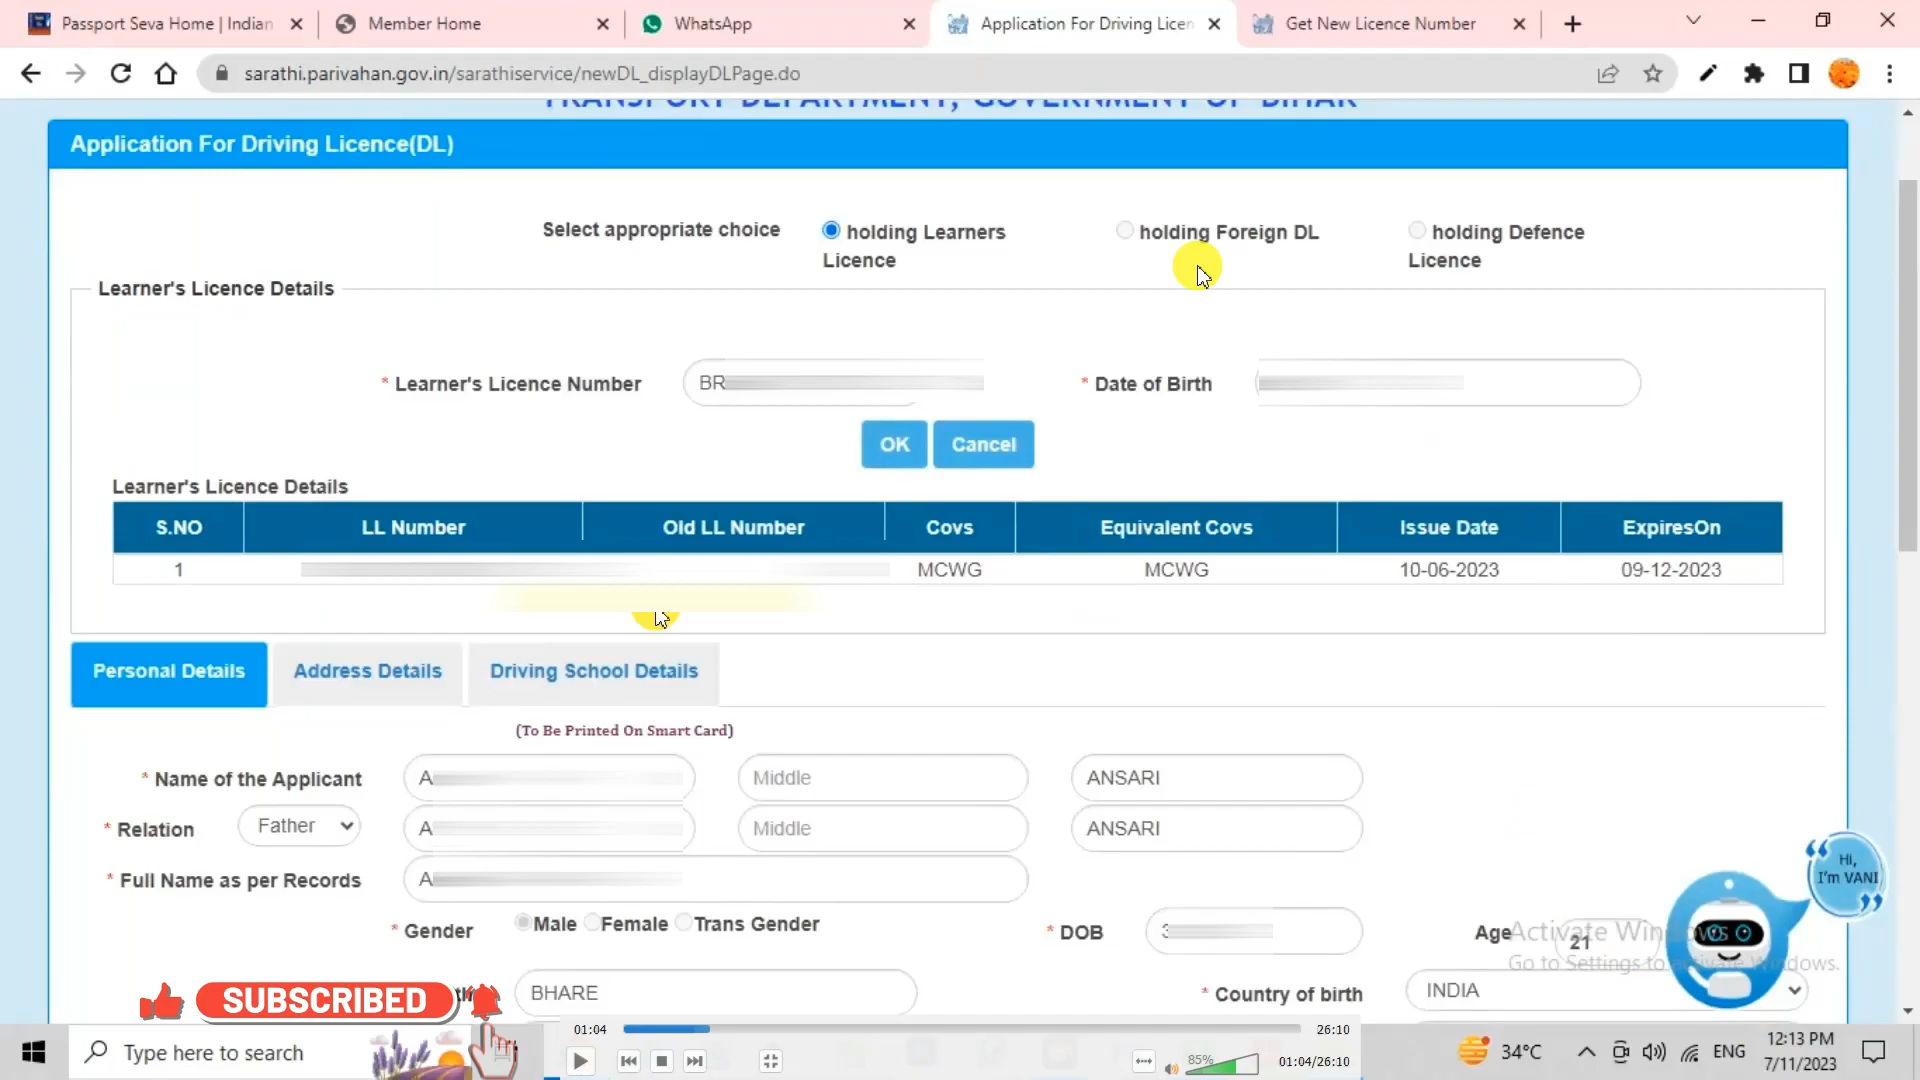 Passport Seva Home | Indian
Member Home
WhatsApp
Application For Driving Licen
Get New Licence Number
sarathi.parivahan.gov.in/sarathiservice/newDL_displayDLPage.do
TRANSPORT DEPARTMENT, GOVERNMENT OF BIHAR
Application For Driving Licence(DL)
Select appropriate choice
holding Learners Licence
holding Foreign DL
holding Defence Licence
Learner's Licence Details
* Learner's Licence Number BR
* Date of Birth
OK Cancel
Learner's Licence Details
S.NO LL Number Old LL Number Covs Equivalent Covs Issue Date ExpiresOn
1 MCWG MCWG 10-06-2023 09-12-2023
Personal Details Address Details Driving School Details
(To Be Printed On Smart Card)
* Name of the Applicant A Middle ANSARI
* Relation Father A Middle ANSARI
* Full Name as per Records A
* Gender Male Female Trans Gender * DOB 3 Age 21
Hi,
I'm VANI
Activate Windows
Go to Settings to activate Windows.
SUBSCRIBED
BHARE * Country of birth INDIA
01:04 26:10
Type here to search
85%
01:04/26:10
34°C
ENG
12:13 PM
7/11/2023